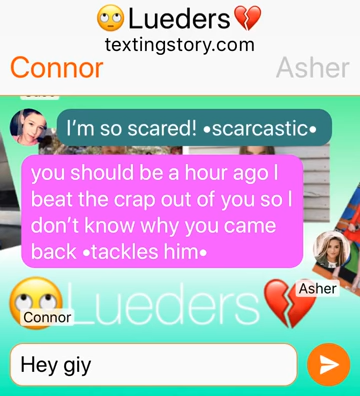 🙄Lueders💔
textingstory.com
Connor
Asher
I'm so scared! •scarcastic•
you should be a hour ago I
beat the crap out of you so I
don't know why you came
back •tackles him•
Asher
🙄Lueders💔
Connor
Hey giy